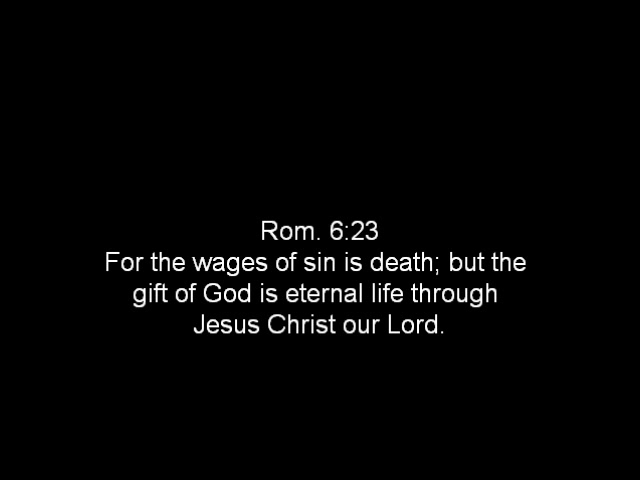 Rom. 6:23
For the wages of sin is death; but the
gift of God is eternal life through
Jesus Christ our Lord.